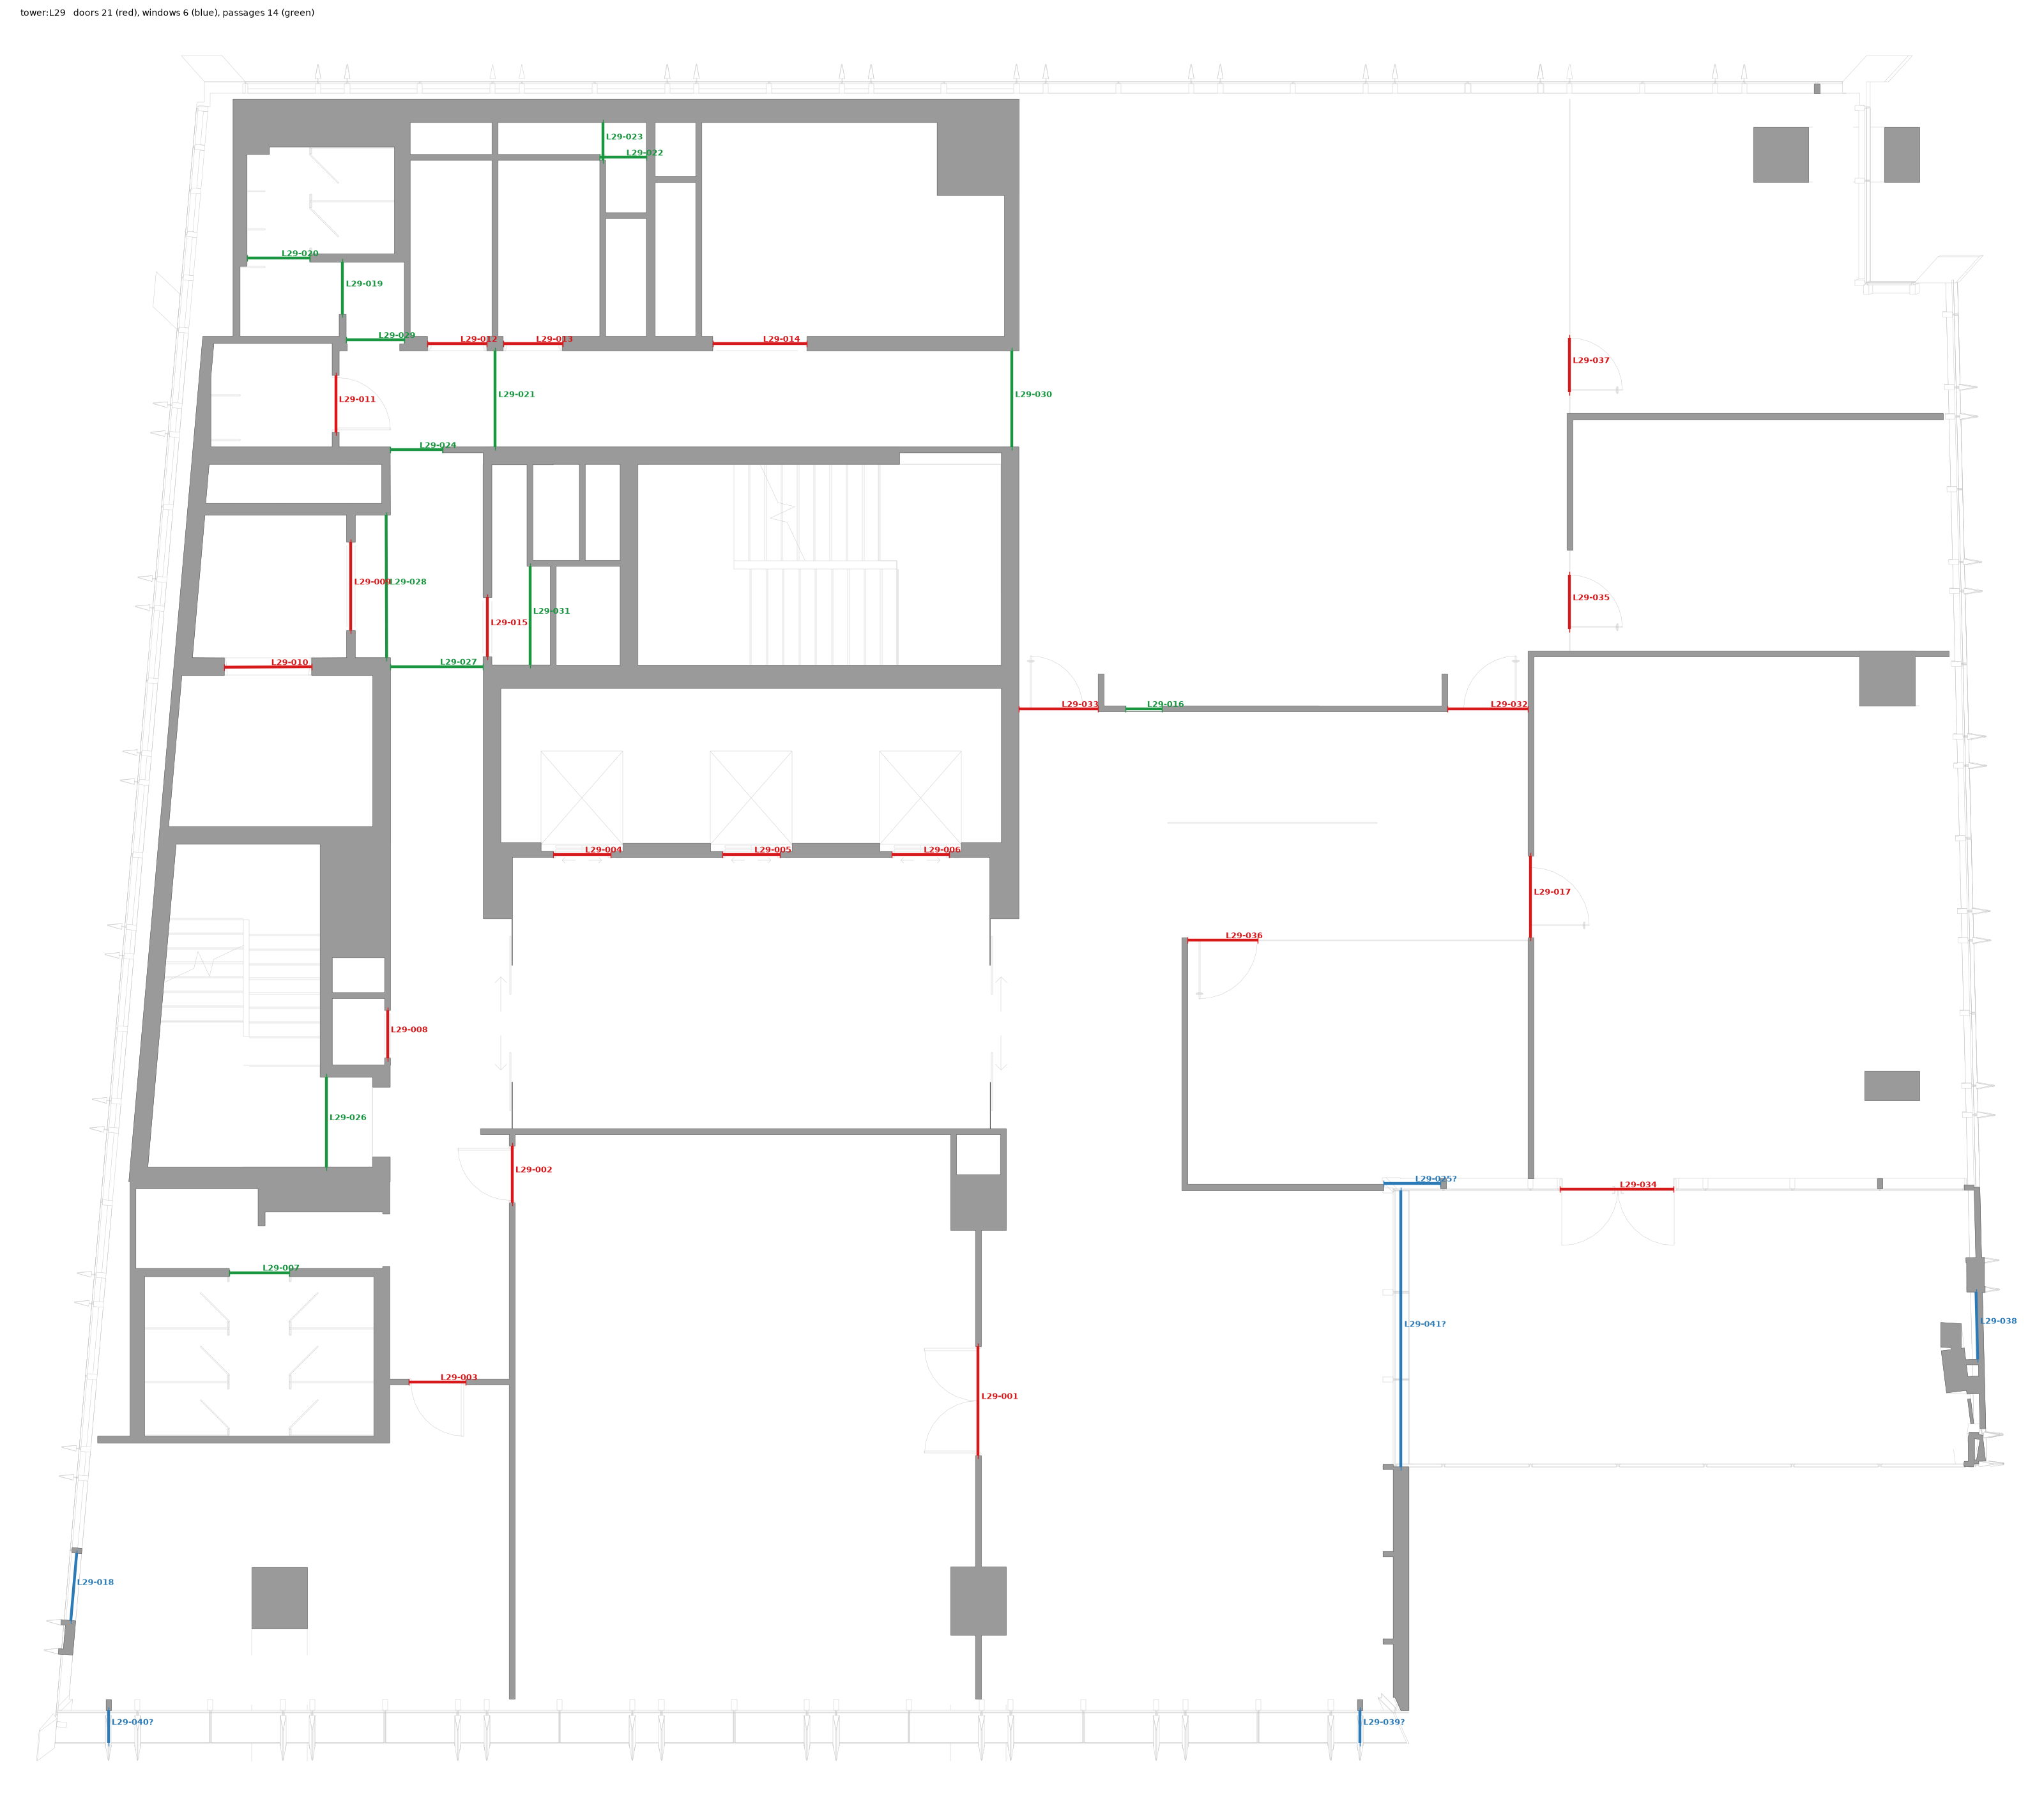 tower:L29 doors 21 (red), windows 6 (blue), passages 14 (green)
L29-023
L29-022
L29-020
L29-019
L29-029
L29-012
L29-013
L29-014
L29-037
L29-011
L29-021
L29-030
L29-024
L29-009
L29-028
L29-031
L29-035
L29-015
L29-010
L29-027
L29-033
L29-016
L29-032
L29-004
L29-005
L29-006
L29-017
L29-036
L29-008
L29-026
L29-002
L29-025?
L29-034
L29-007
L29-041?
L29-038
L29-003
L29-001
L29-018
L29-040?
L29-039?